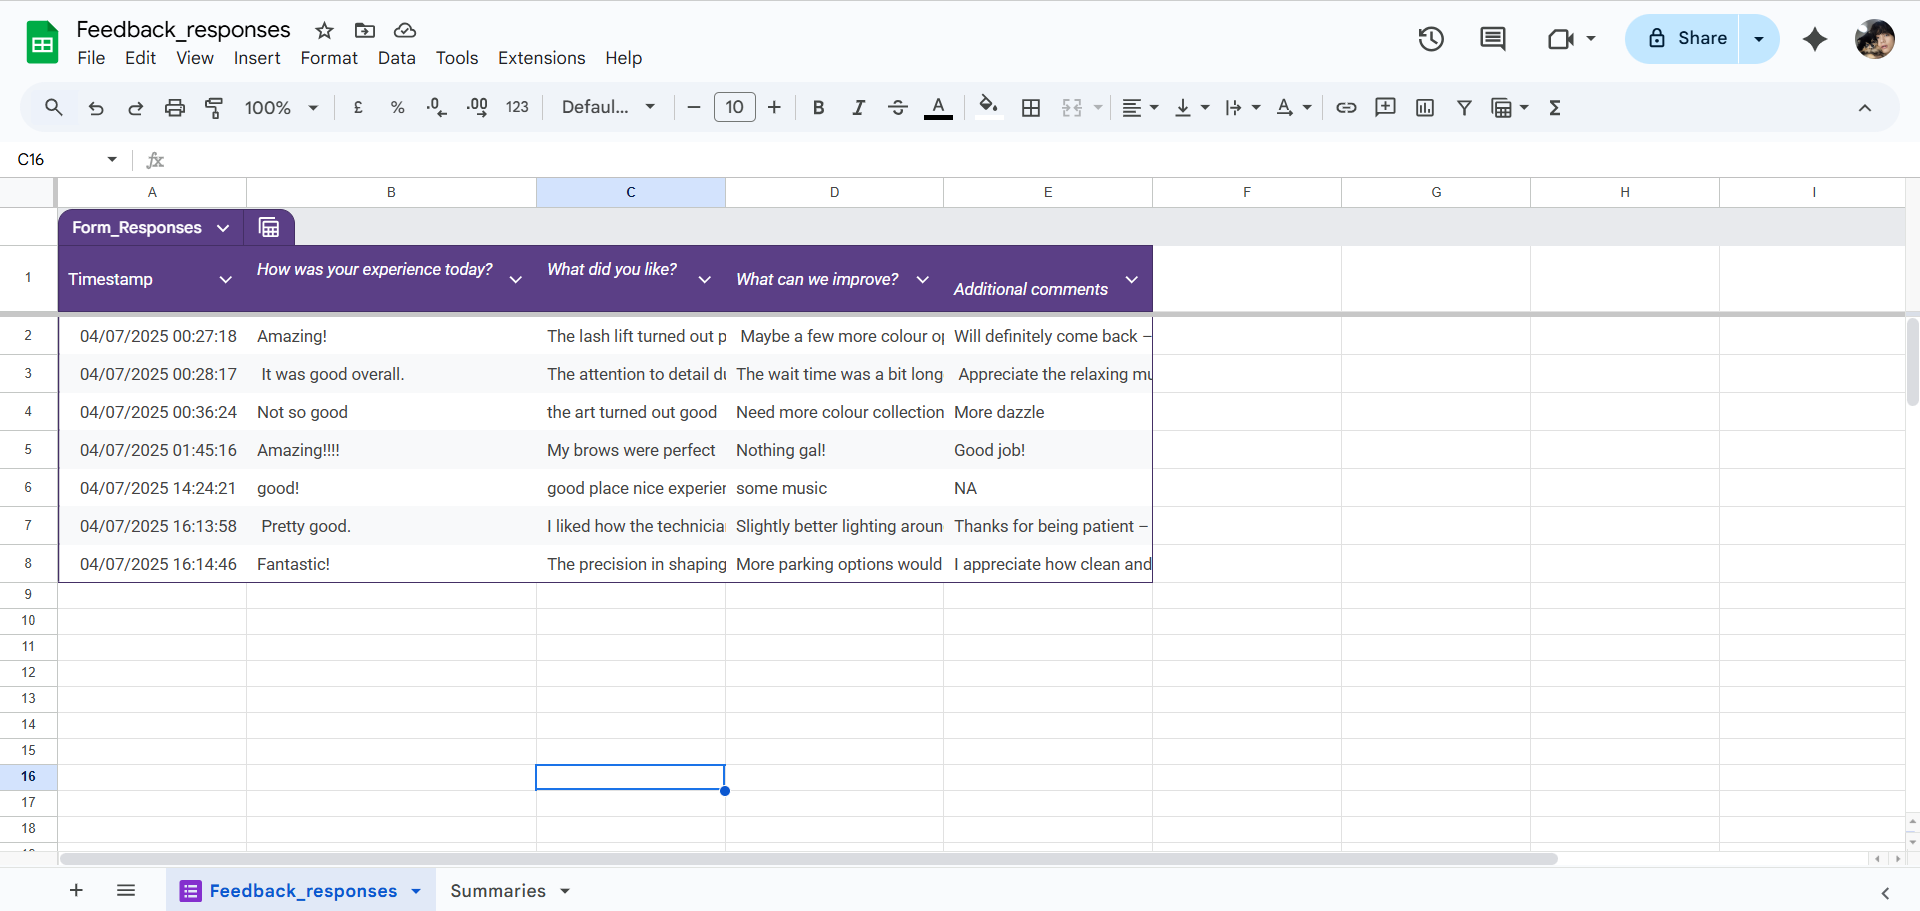 Feedback_responses
File Edit View Insert Format Data Tools Extensions Help
Share
100% £ % .0 .00 123 Defaul... 10 B I A
C16 fx
A B C D E F G H I
Form_Responses
1 Timestamp How was your experience today? What did you like? What can we improve? Additional comments
2 04/07/2025 00:27:18 Amazing! The lash lift turned out p Maybe a few more colour Will definitely come back –
3 04/07/2025 00:28:17 It was good overall. The attention to detail The wait time was a bit long Appreciate the relaxing
4 04/07/2025 00:36:24 Not so good the art turned out good Need more colour collection More dazzle
5 04/07/2025 01:45:16 Amazing!!!! My brows were perfect Nothing gal! Good job!
6 04/07/2025 14:24:21 good! good place nice some music NA
7 04/07/2025 16:13:58 Pretty good. I liked how the Slightly better lighting aroun Thanks for being patient –
8 04/07/2025 16:14:46 Fantastic! The precision in shaping More parking options would I appreciate how clean and
9
10
11
12
13
14
15
16
17
18
Feedback_responses Summaries